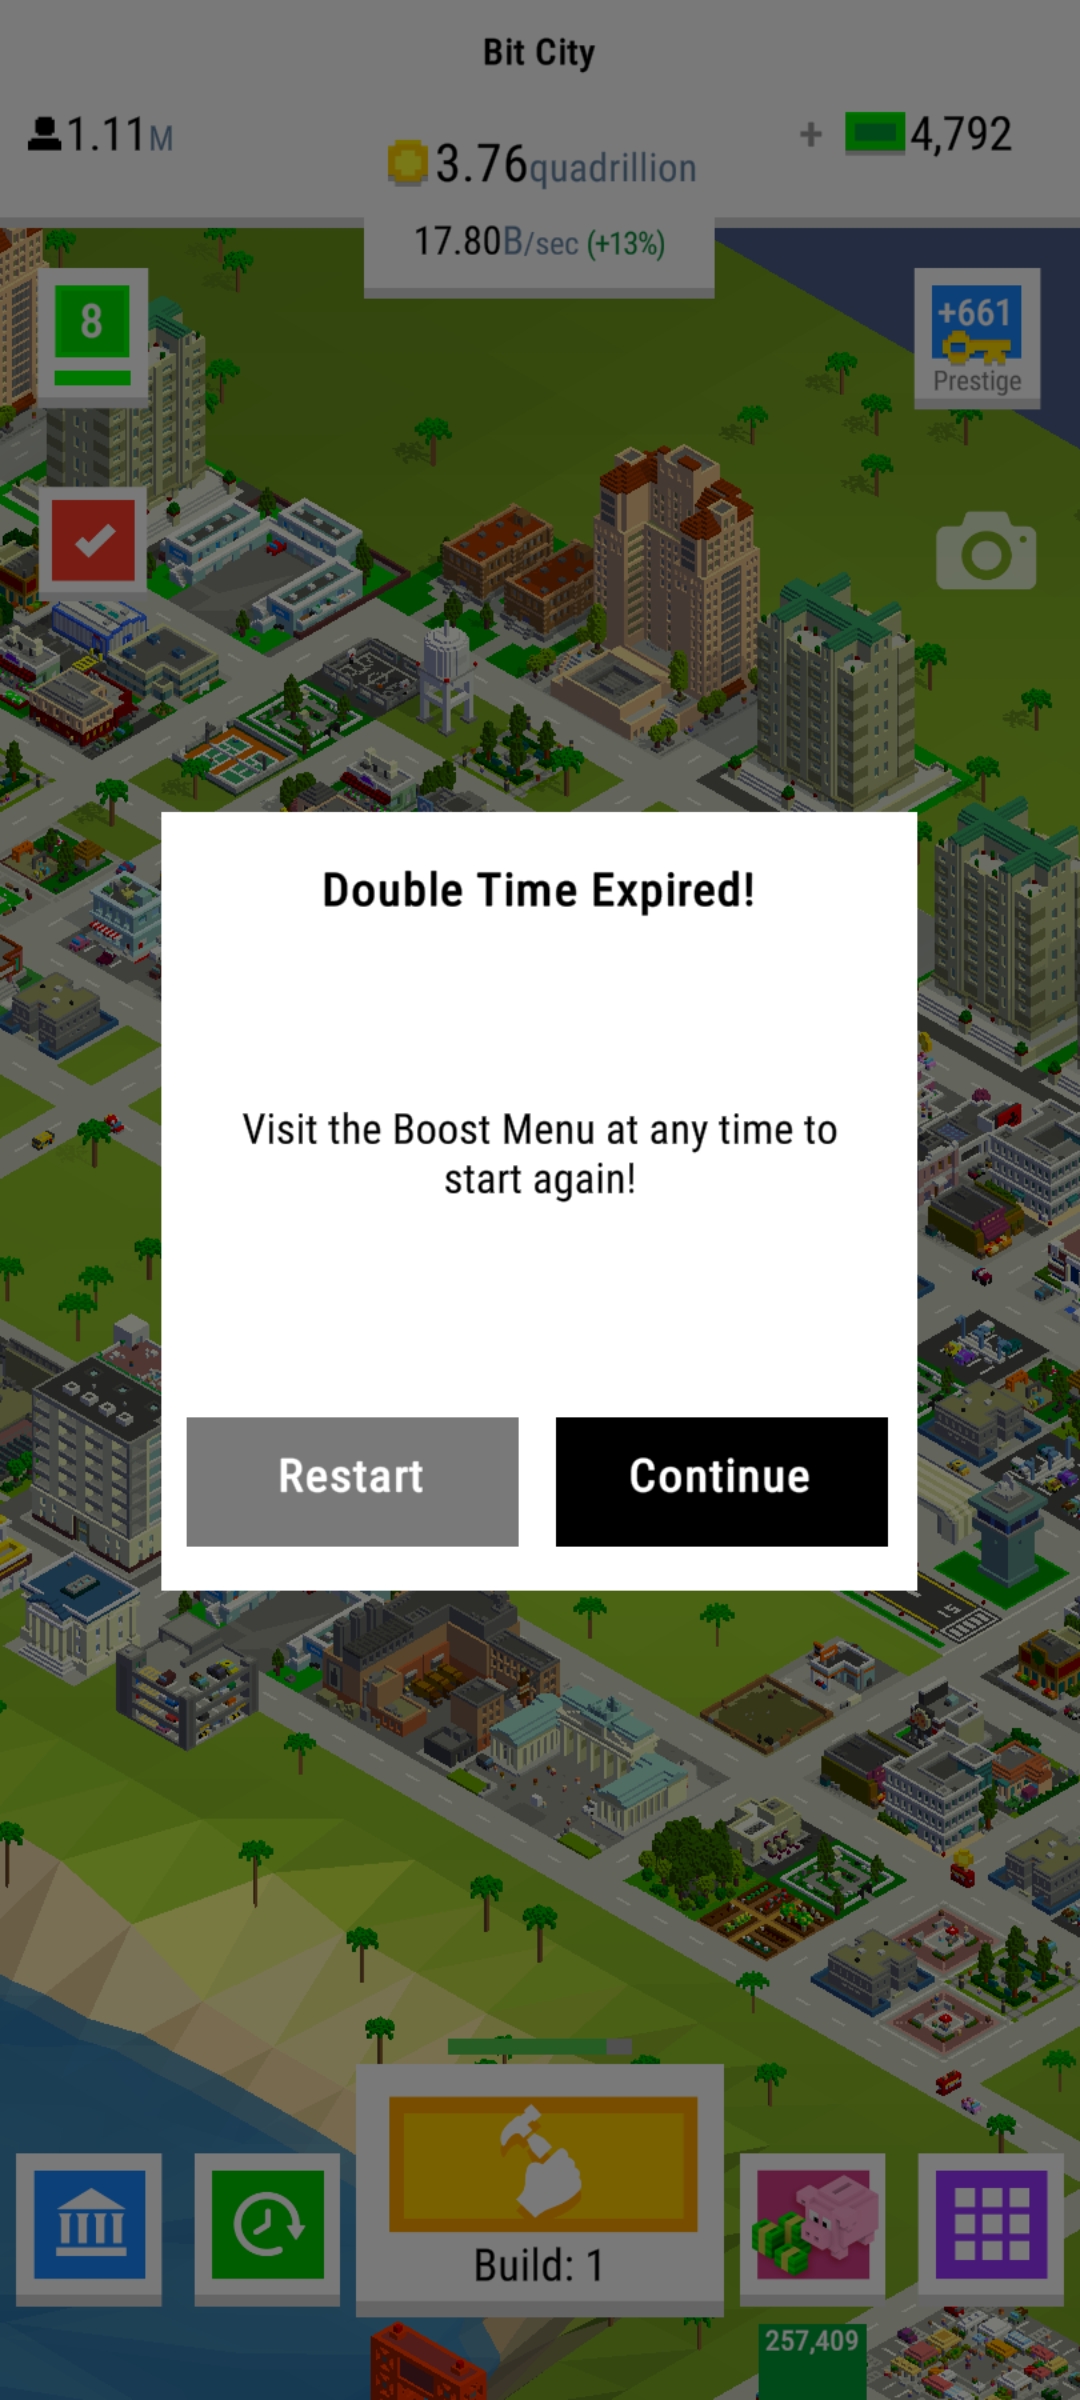 Bit City
1.11M
3.76quadrillion
+ 4,792
17.80B/sec (+13%)
8
+661
Prestige
Double Time Expired!
Visit the Boost Menu at any time to
start again!
Restart
Continue
Build: 1
257,409